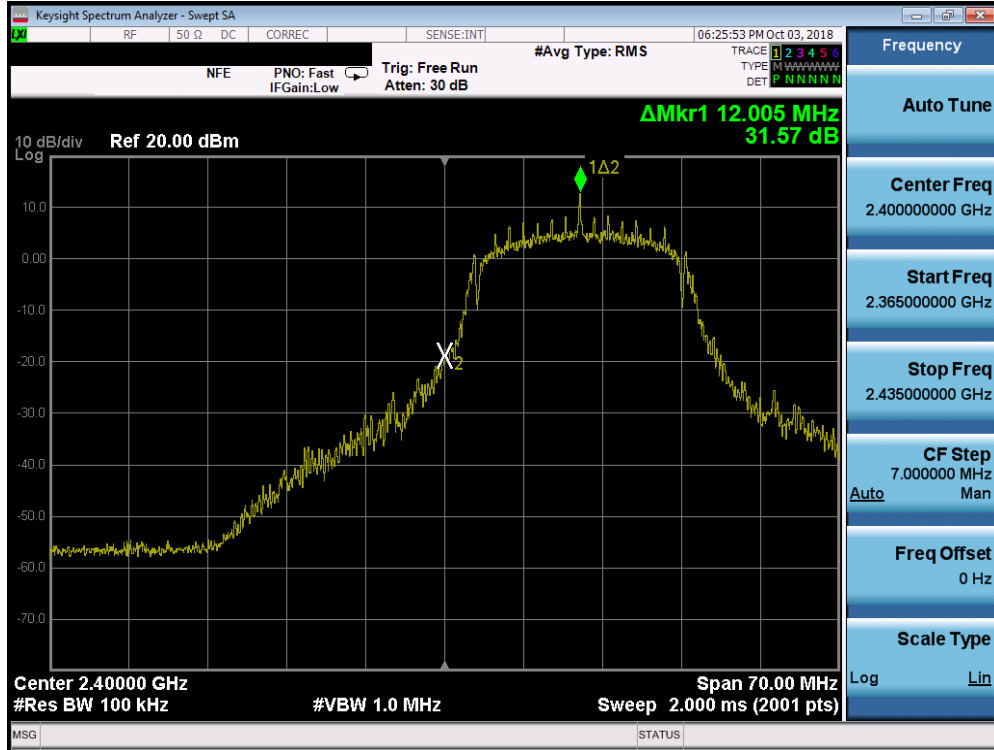 Keysight Spectrum Analyzer - Swept SA
LXI RF 50 Ω DC CORREC SENSE:INT 06:25:53 PM Oct 03, 2018
NFE PNO: Fast IFGain:Low Trig: Free Run Atten: 30 dB #Avg Type: RMS
TRACE 1 2 3 4 5 6
TYPE M WWWWW
DET P N N N N N
ΔMkr1 12.005 MHz
31.57 dB
10 dB/div Ref 20.00 dBm
Log
1Δ2
10.0
0.00
-10.0
-20.0
2
-30.0
-40.0
-50.0
-60.0
-70.0
Center 2.40000 GHz Span 70.00 MHz
#Res BW 100 kHz #VBW 1.0 MHz Sweep 2.000 ms (2001 pts)
MSG STATUS
Frequency
Auto Tune
Center Freq
2.400000000 GHz
Start Freq
2.365000000 GHz
Stop Freq
2.435000000 GHz
CF Step
7.000000 MHz
Auto Man
Freq Offset
0 Hz
Scale Type
Log Lin